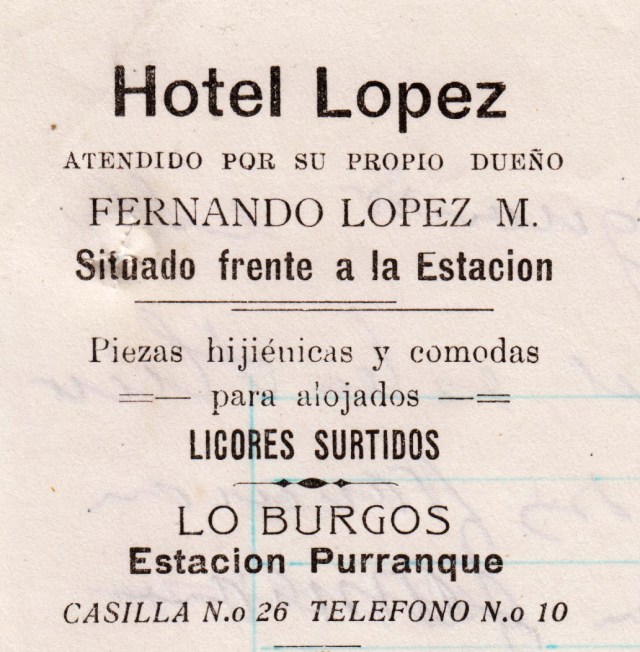 Hotel Lopez
ATENDIDO POR SU PROPIO DUEÑO
FERNANDO LOPEZ M.
Situado frente a la Estacion
Piezas hijiénicas y comodas
para alojados
LICORES SURTIDOS
LO BURGOS
Estacion Purranque
CASILLA N.o 26 TELEFONO N.o 10